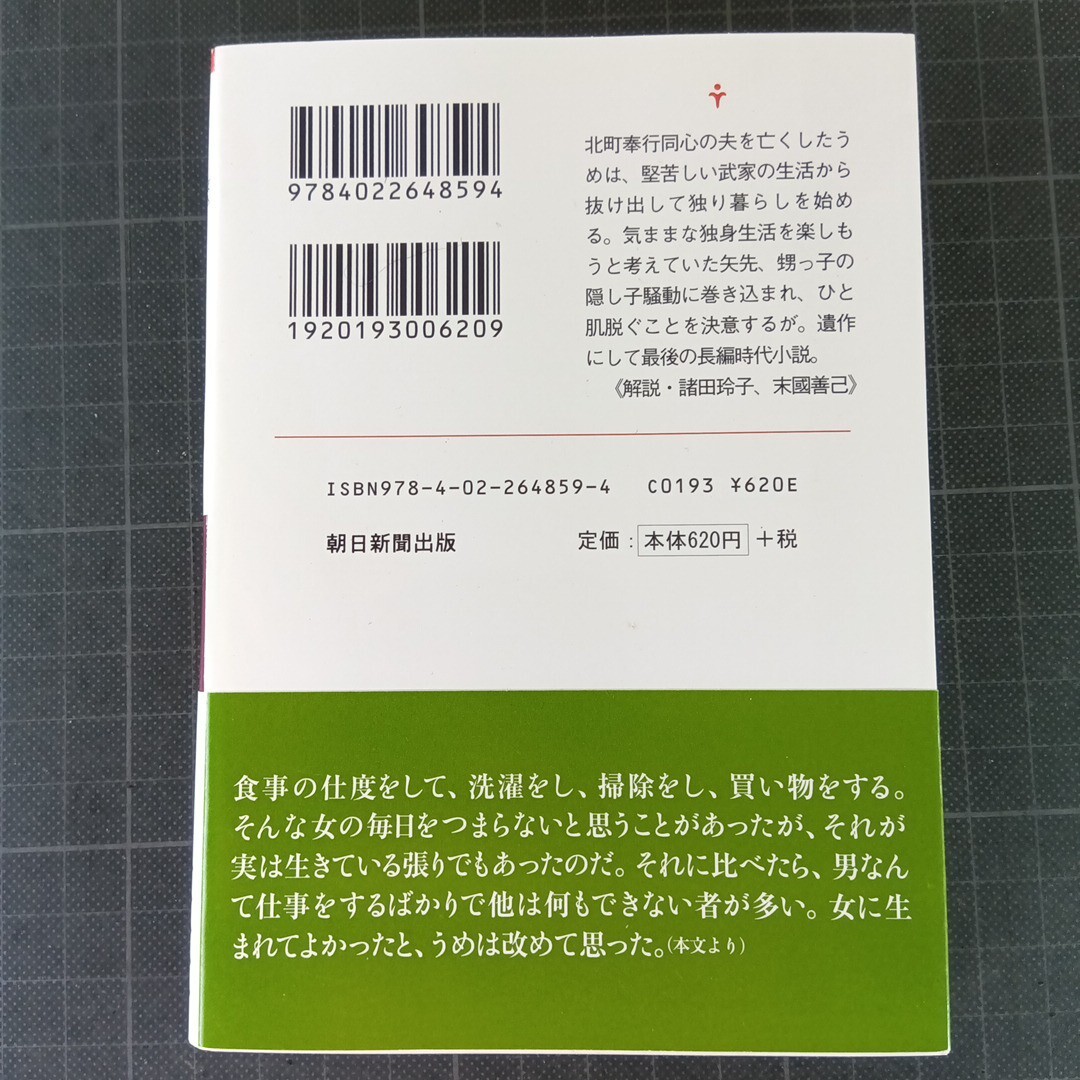 9784022648594
1920193006209
北町奉行同心の夫を亡くしたう
めは、堅苦しい武家の生活から
抜け出して独り暮らしを始め
る。気ままな独身生活を楽しも
うと考えていた矢先、甥っ子の
隠し子騒動に巻き込まれ、ひと
肌脱ぐことを決意するが。遺作
にして最後の長編時代小説。
《解説・諸田玲子、末國善己》
ISBN978-4-02-264859-4 C0193 ¥620E
朝日新聞出版 定価：本体620円＋税
食事の仕度をして、洗濯をし、掃除をし、買い物をする。
そんな女の毎日をつまらないと思うことがあったが、それが
実は生きている張りでもあったのだ。それに比べたら、男なん
て仕事をするばかりで他は何もできない者が多い。女に生
まれてよかったと、うめは改めて思った。(本文より)